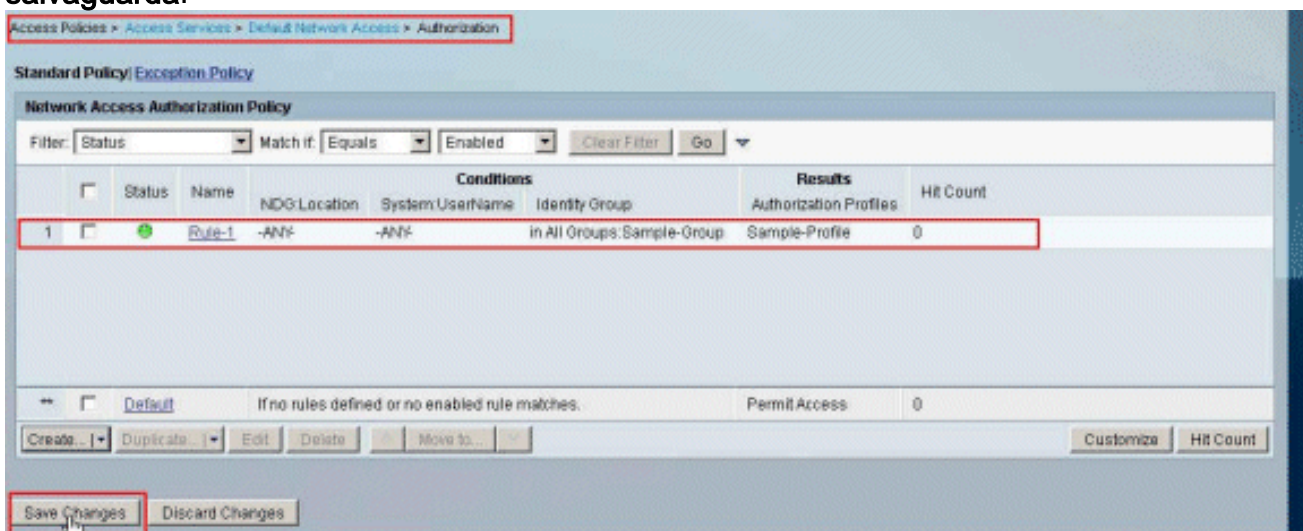 salvaguarda.
Access Policies > Access Services > Default Network Access > Authorization
Standard Policy| Exception Policy
Network Access Authorization Policy
Filter: Status Match if: Equals Enabled Clear Filter Go
Status Name Conditions Results Hit Count
NDG:Location System:UserName Identity Group Authorization Profiles
1 Rule-1 -ANY- -ANY- in All Groups:Sample-Group Sample-Profile 0
** Default If no rules defined or no enabled rule matches. Permit Access 0
Create... Duplicate... Edit Delete Move to... Customize Hit Count
Save Changes Discard Changes